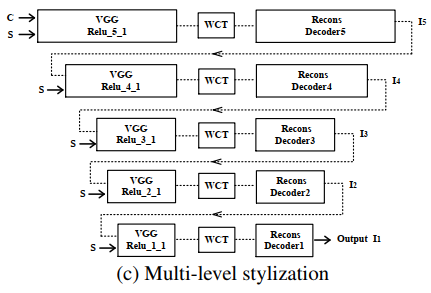 C VGG WCT Recons I5
S Relu_5_1 Decoder5
VGG WCT Recons I4
S Relu_4_1 Decoder4
VGG WCT Recons I3
S Relu_3_1 Decoder3
VGG WCT Recons I2
S Relu_2_1 Decoder2
VGG WCT Recons Output I1
S Relu_1_1 Decoder1
(c) Multi-level stylization